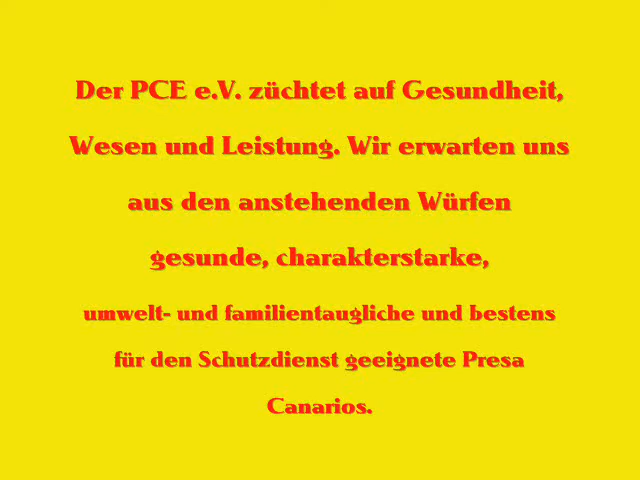 Der PCE e.V. züchtet auf Gesundheit,
Wesen und Leistung. Wir erwarten uns
aus den anstehenden Würfen
gesunde, charakterstarke,
umwelt- und familientaugliche und bestens
für den Schutzdienst geeignete Presa
Canarios.